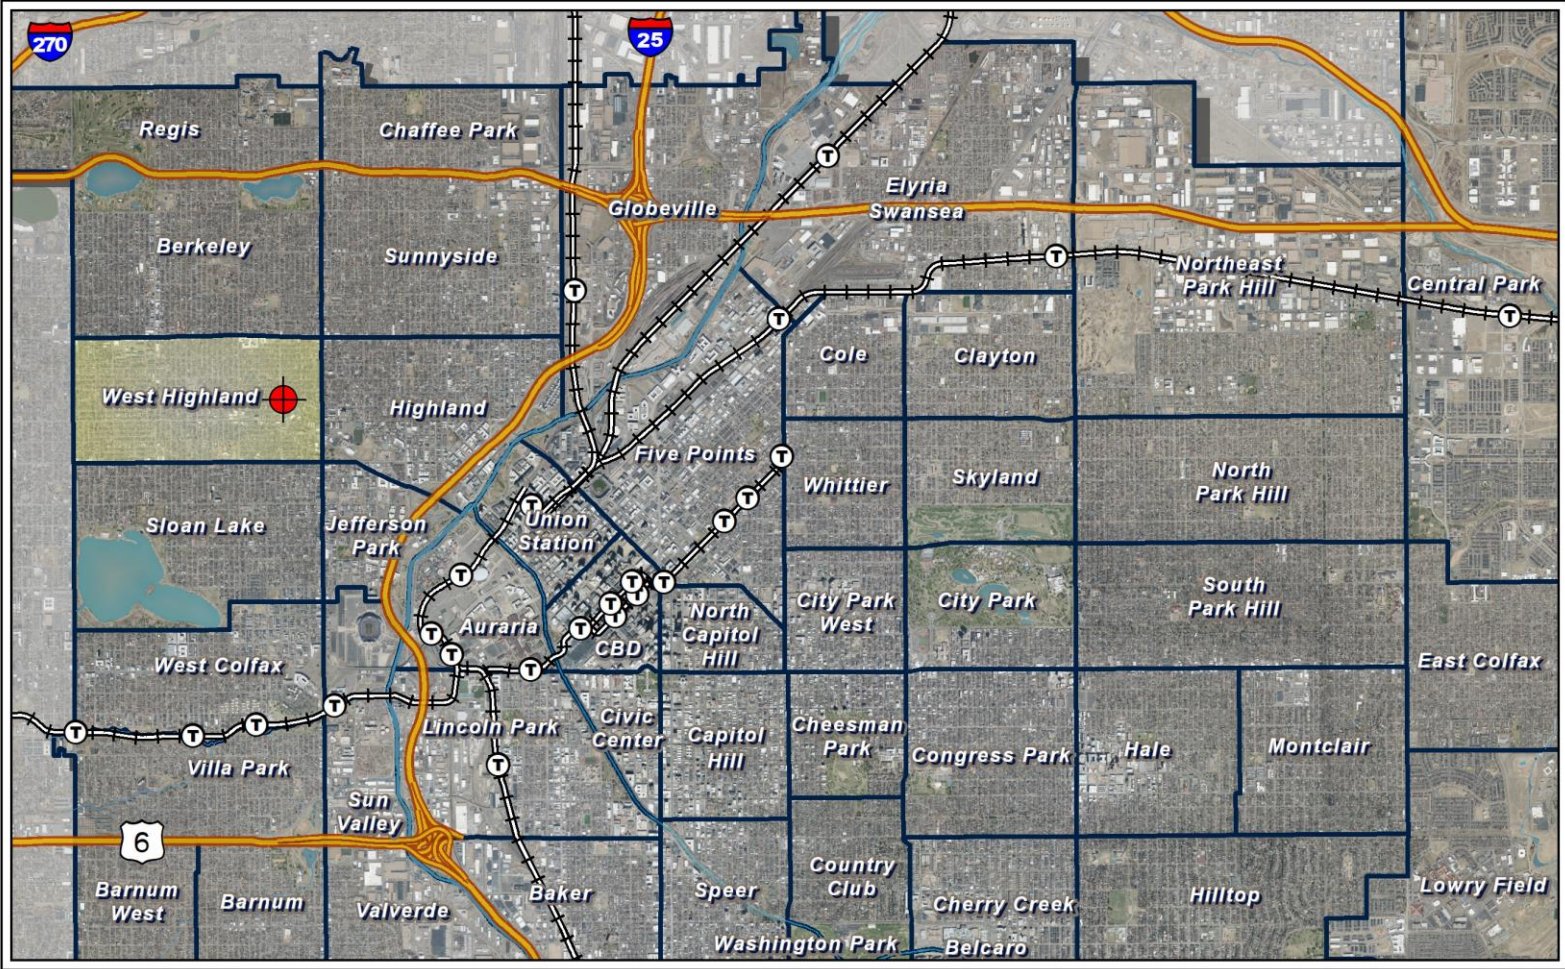 270
25
Regis
Chaffee Park
T
Elyria
Swansea
Globeville
Berkeley
Sunnyside
T
Northeast
Park Hill
Central Park
T
T
T
Cole
Clayton
West Highland
Highland
Five Points
T
Whittier
Skyland
North
Park Hill
T
T
T
Sloan Lake
Jefferson
Park
Union
Station
T
T
T
T
T
T
T
T
South
Park Hill
City Park
West
City Park
North
Capitol
Hill
Auraria
CBD
T
T
T
West Colfax
East Colfax
T
T
T
T
Lincoln Park
Civic
Center
Capitol
Hill
Cheesman
Park
Congress Park
Hale
Montclair
Villa Park
T
Sun
Valley
6
Barnum
West
Barnum
Valverde
Baker
Speer
Country
Club
Cherry Creek
Hilltop
Lowry Field
Washington Park
Belcaro